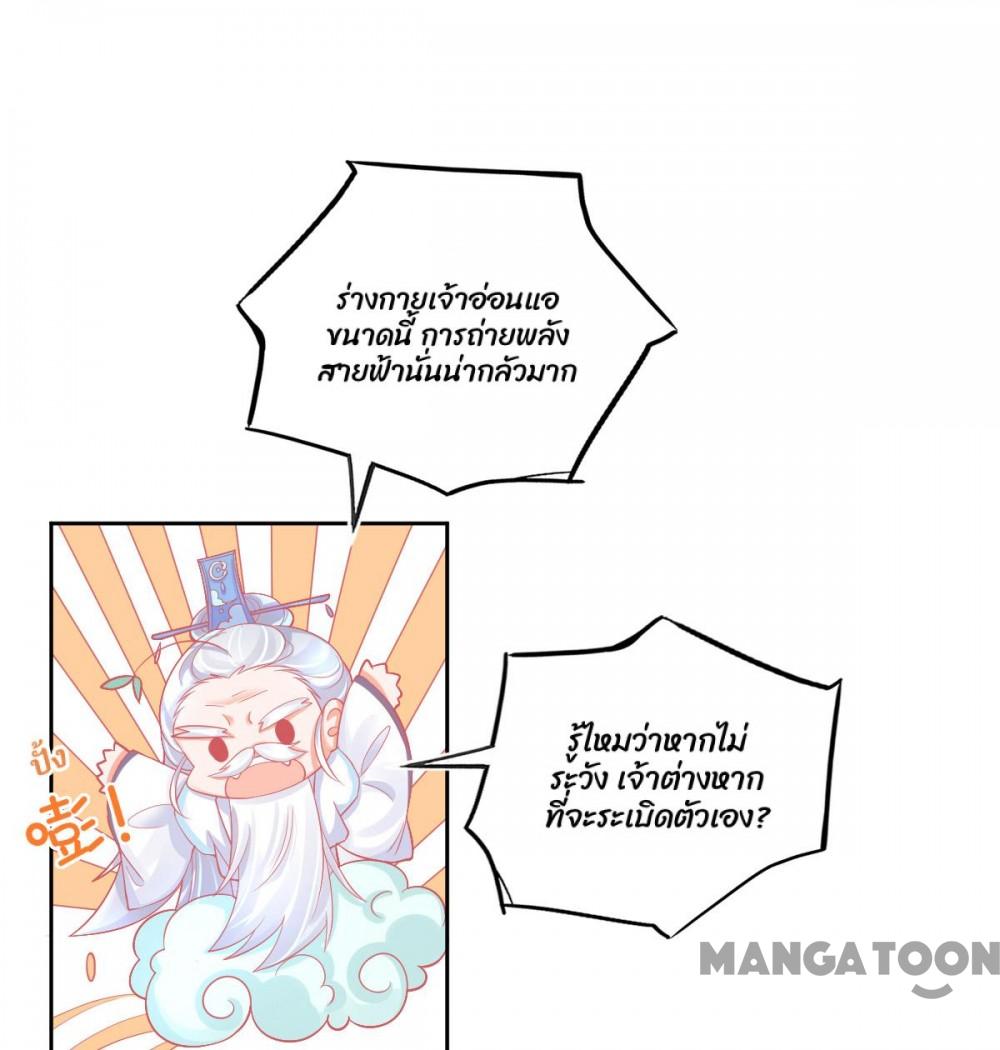 ร่างกายเจ้าอ่อนแอ
ขนาดนี้ การถ่ายพลัง
สายฟ้านั่นน่ากลัวมาก
รู้ไหมว่าหากไม่
ระวัง เจ้าต่างหาก
ที่จะระเบิดตัวเอง?
ปั้ง
嘭!
MANGATOON